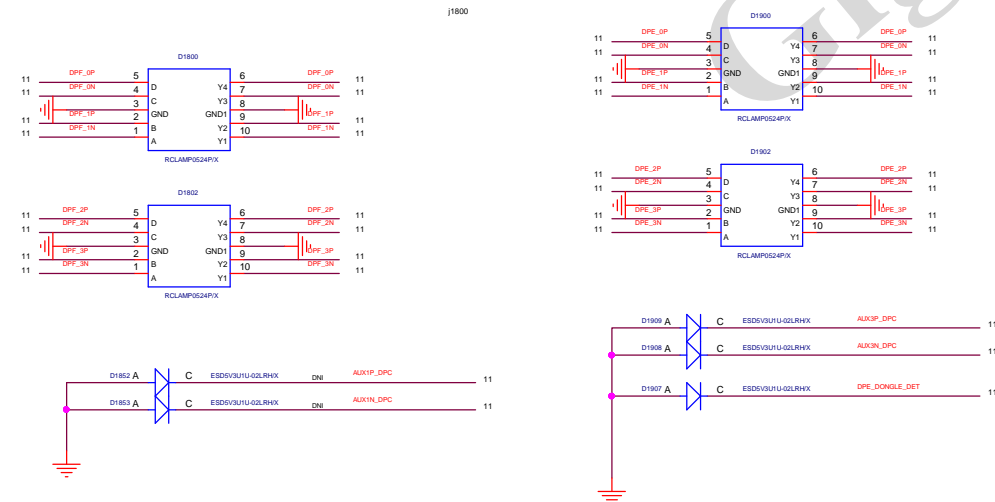 j1800
D1800
11 DPF_0P 5 D Y4 6 DPF_0P 11
11 DPF_0N 4 C Y3 7 DPF_0N 11
3 GND GND1 8
11 DPF_1P 2 B Y2 9 DPF_1P 11
11 DPF_1N 1 A Y1 10 DPF_1N 11
RCLAMP0524P/X
D1802
11 DPF_2P 5 D Y4 6 DPF_2P 11
11 DPF_2N 4 C Y3 7 DPF_2N 11
3 GND GND1 8
11 DPF_3P 2 B Y2 9 DPF_3P 11
11 DPF_3N 1 A Y1 10 DPF_3N 11
RCLAMP0524P/X
D1852 A C ESD5V3U1U-02LRH/X DNI AUX1P_DPC 11
D1853 A C ESD5V3U1U-02LRH/X DNI AUX1N_DPC 11
D1900
11 DPE_0P 5 D Y4 6 DPE_0P 11
11 DPE_0N 4 C Y3 7 DPE_0N 11
3 GND GND1 8
11 DPE_1P 2 B Y2 9 DPE_1P 11
11 DPE_1N 1 A Y1 10 DPE_1N 11
RCLAMP0524P/X
D1902
11 DPE_2P 5 D Y4 6 DPE_2P 11
11 DPE_2N 4 C Y3 7 DPE_2N 11
3 GND GND1 8
11 DPE_3P 2 B Y2 9 DPE_3P 11
11 DPE_3N 1 A Y1 10 DPE_3N 11
RCLAMP0524P/X
D1909 A C ESD5V3U1U-02LRH/X AUX3P_DPC 11
D1908 A C ESD5V3U1U-02LRH/X AUX3N_DPC 11
D1907 A C ESD5V3U1U-02LRH/X DPE_DONGLE_DET 11